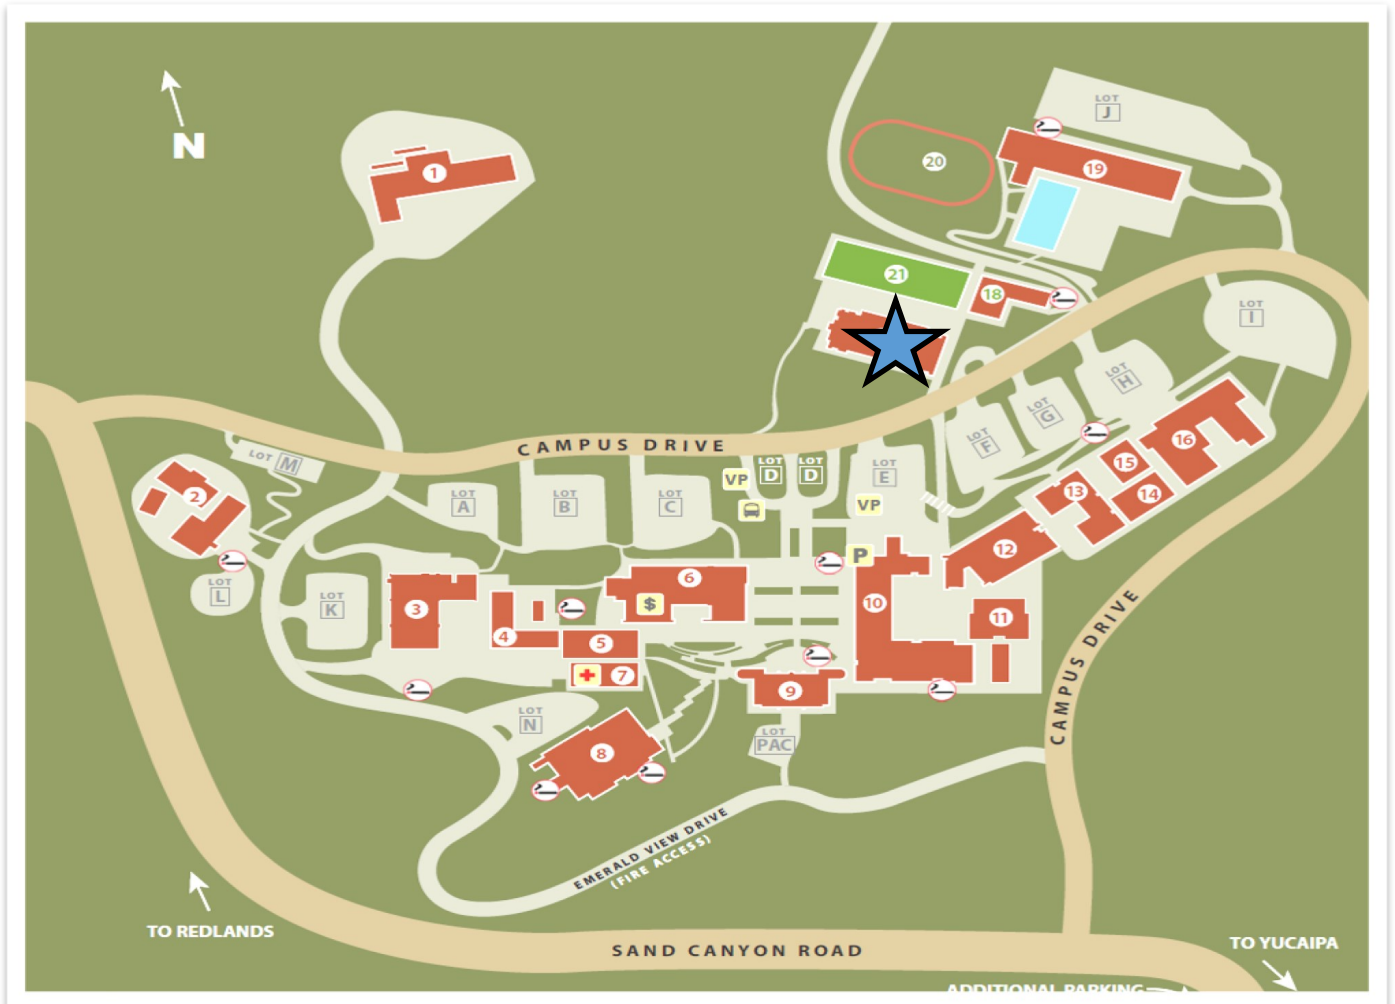 N
LOT
J
20
19
1
21
18
LOT
I
LOT
H
LOT
G
LOT
F
CAMPUS DRIVE
LOT M
2
LOT
A
LOT
B
LOT
C
VP
LOT
D
LOT
D
LOT
E
VP
16
15
14
13
12
P
LOT
L
LOT
K
3
4
5
6
$
7
10
11
9
CAMPUS DRIVE
LOT
N
8
LOT
PAC
EMERALD VIEW DRIVE
(FIRE ACCESS)
TO REDLANDS
SAND CANYON ROAD
TO YUCAIPA
ADDITIONAL PARKING